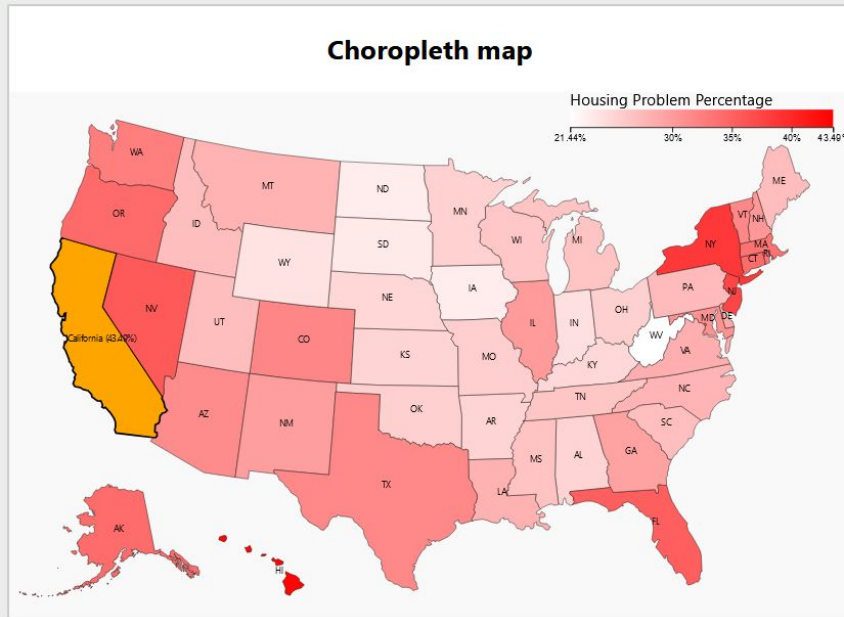 Choropleth map
Housing Problem Percentage
21.44% 30% 35% 40% 43.49%
WA
MT
ND
MN
ME
OR
ID
SD
WI
MI
VT
NH
NY
MA
CT
RI
WY
IA
PA
NJ
NE
OH
NV
UT
CO
IL
IN
MD
DE
WV
California (43.49%)
KS
MO
KY
VA
NC
AZ
NM
OK
AR
TN
SC
TX
MS
AL
GA
LA
FL
AK
HI